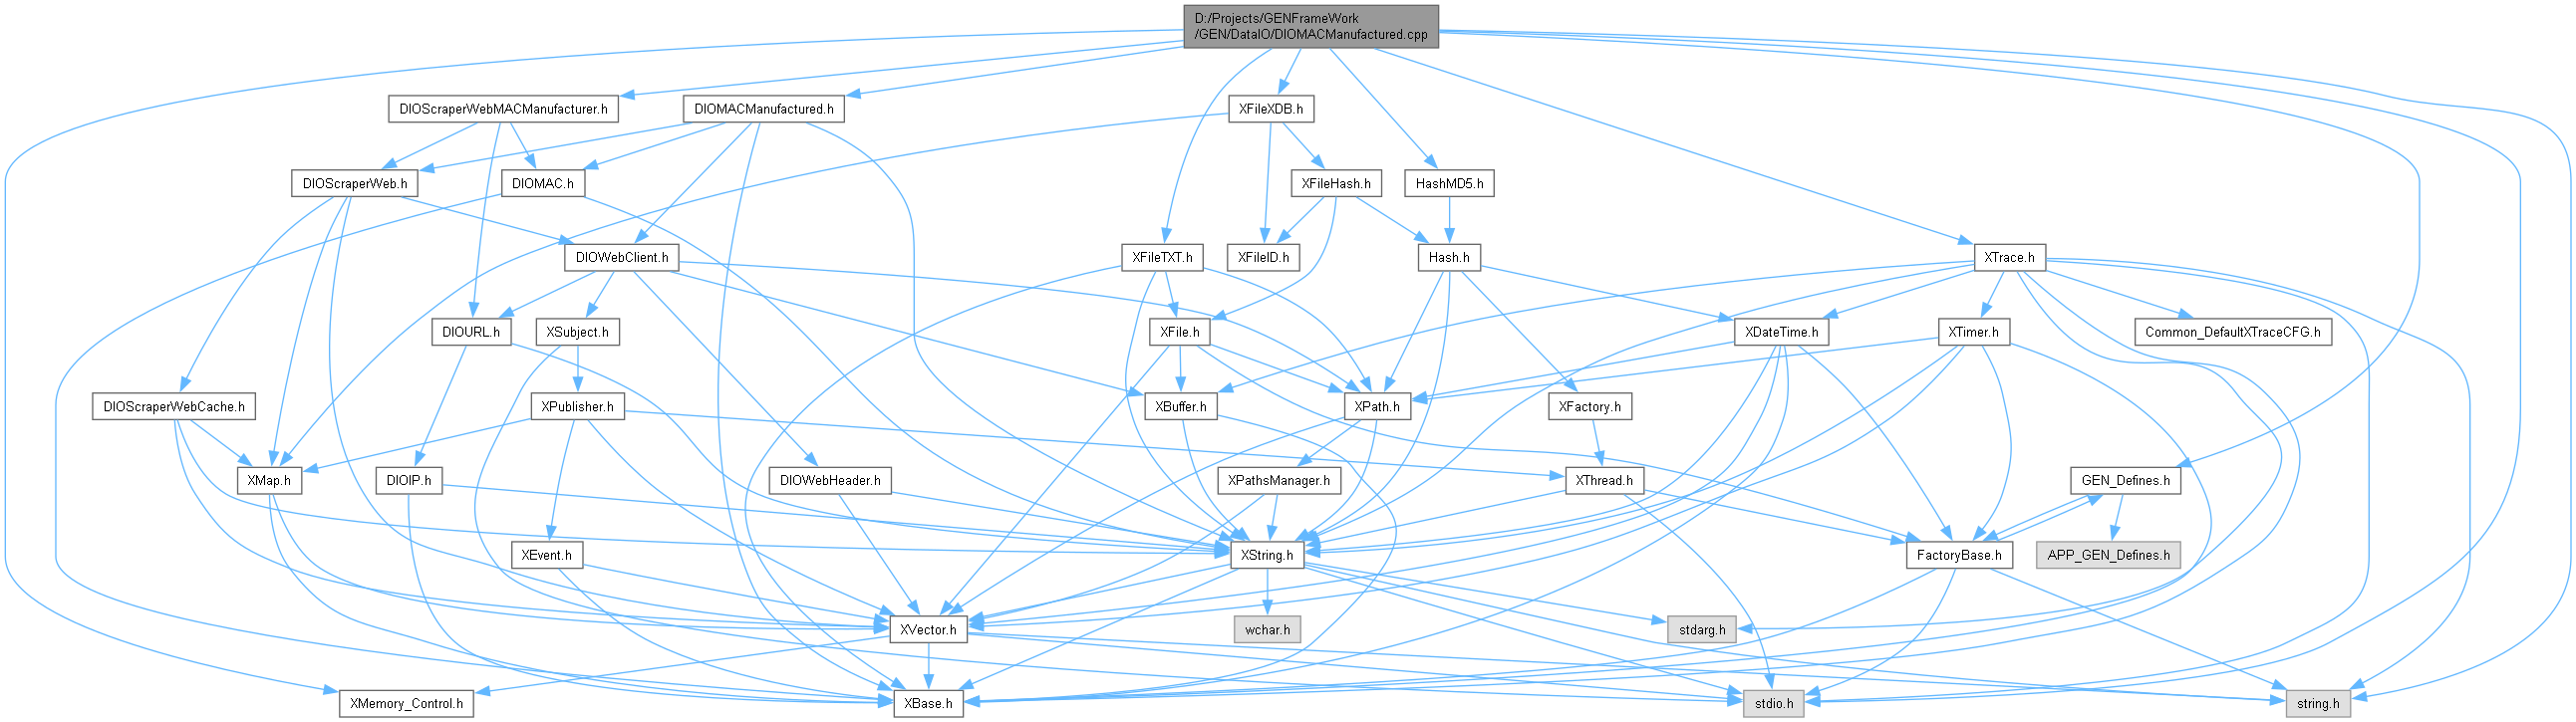 D:/Projects/GENFrameWork
/GEN/DataIO/DIOMACManufactured.cpp
DIOScraperWebMACManufacturer.h
DIOMACManufactured.h
XFileXDB.h
DIOScraperWeb.h
DIOMAC.h
XFileHash.h
HashMD5.h
DIOWebClient.h
XFileTXT.h
XFileID.h
Hash.h
XTrace.h
DIOURL.h
XSubject.h
XFile.h
XDateTime.h
XTimer.h
Common_DefaultXTraceCFG.h
DIOScraperWebCache.h
XPublisher.h
XBuffer.h
XPath.h
XFactory.h
XMap.h
DIOIP.h
DIOWebHeader.h
XPathsManager.h
XThread.h
GEN_Defines.h
XEvent.h
XString.h
FactoryBase.h
APP_GEN_Defines.h
XVector.h
wchar.h
stdarg.h
XMemory_Control.h
XBase.h
stdio.h
string.h